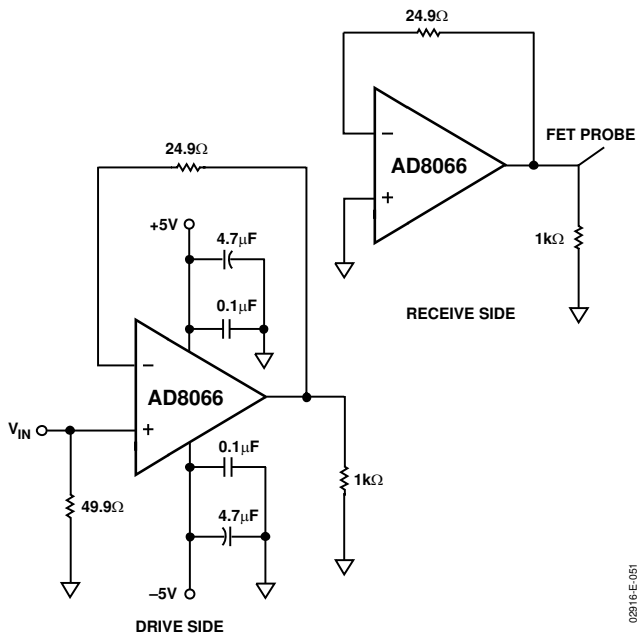 24.9Ω
FET PROBE
−
AD8066
+
1kΩ
RECEIVE SIDE
24.9Ω
+5V
4.7μF
0.1μF
−
AD8066
VIN
+
49.9Ω
0.1μF
4.7μF
1kΩ
−5V
DRIVE SIDE
02916-E-051